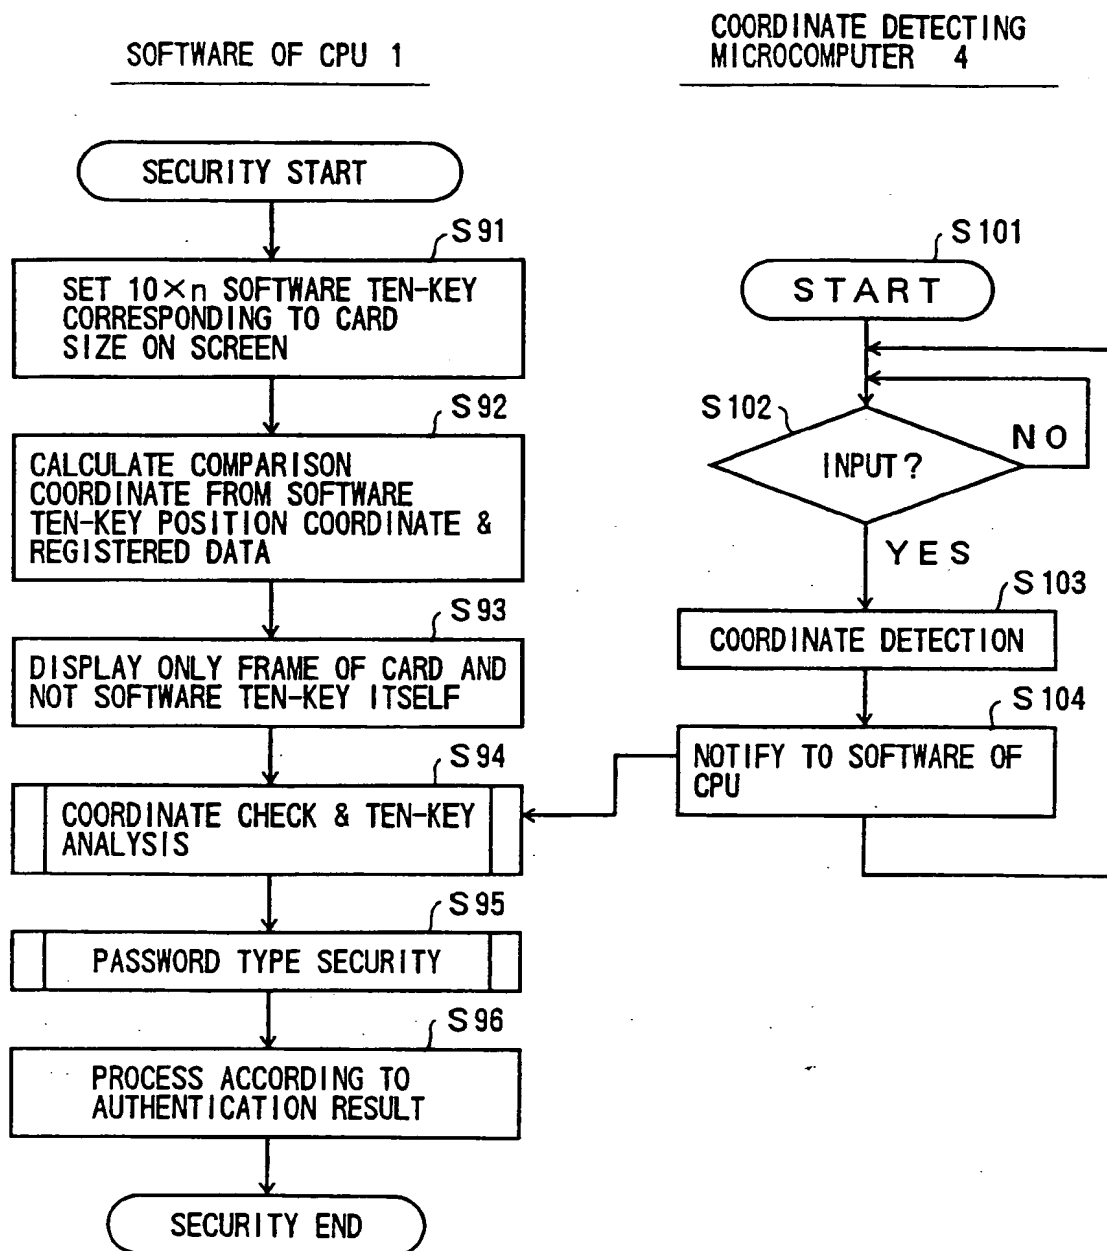 SOFTWARE OF CPU 1
SECURITY START
S91
SET 10×n SOFTWARE TEN-KEY
CORRESPONDING TO CARD
SIZE ON SCREEN
S92
CALCULATE COMPARISON
COORDINATE FROM SOFTWARE
TEN-KEY POSITION COORDINATE &
REGISTERED DATA
S93
DISPLAY ONLY FRAME OF CARD AND
NOT SOFTWARE TEN-KEY ITSELF
S94
COORDINATE CHECK & TEN-KEY
ANALYSIS
S95
PASSWORD TYPE SECURITY
S96
PROCESS ACCORDING TO
AUTHENTICATION RESULT
SECURITY END
COORDINATE DETECTING
MICROCOMPUTER 4
S101
START
S102
INPUT?
NO
YES
S103
COORDINATE DETECTION
S104
NOTIFY TO SOFTWARE OF
CPU